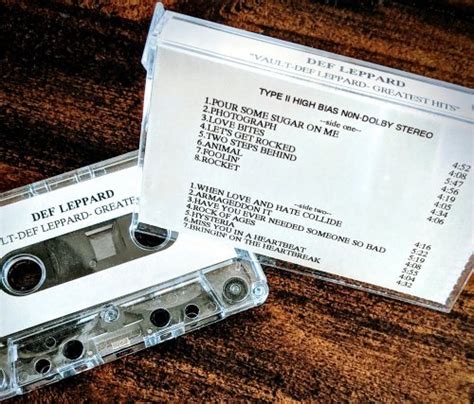 DEF LEPPARD
"VAULT-DEF LEPPARD- GREATEST HITS"
TYPE II HIGH BIAS N0N-DOLBY STEREO
--side one--
1.POUR SOME SUGAR ON ME 4:52
2.PHOTOGRAPH 4:08
3.LOVE BITES 5:47
4.LET'S GET ROCKED 4:56
5.TWO STEPS BEHIND 4:19
6.ANIMAL 4:05
7.FOOLIN' 4:34
8.ROCKET 4:06
--side two--
1.WHEN LOVE AND HATE COLLIDE 4:16
2.ARMAGEDDON IT 5:22
3.HAVE YOU EVER NEEDED SOMEONE SO BAD 5:19
4.ROCK OF AGES 4:08
5.HYSTERIA 5:55
6.MISS YOU IN A HEARTBEAT 4:04
7.BRINGIN' ON THE HEARTBREAK 4:32
DEF LEPPARD
ULT-DEF LEPPARD- GREATE